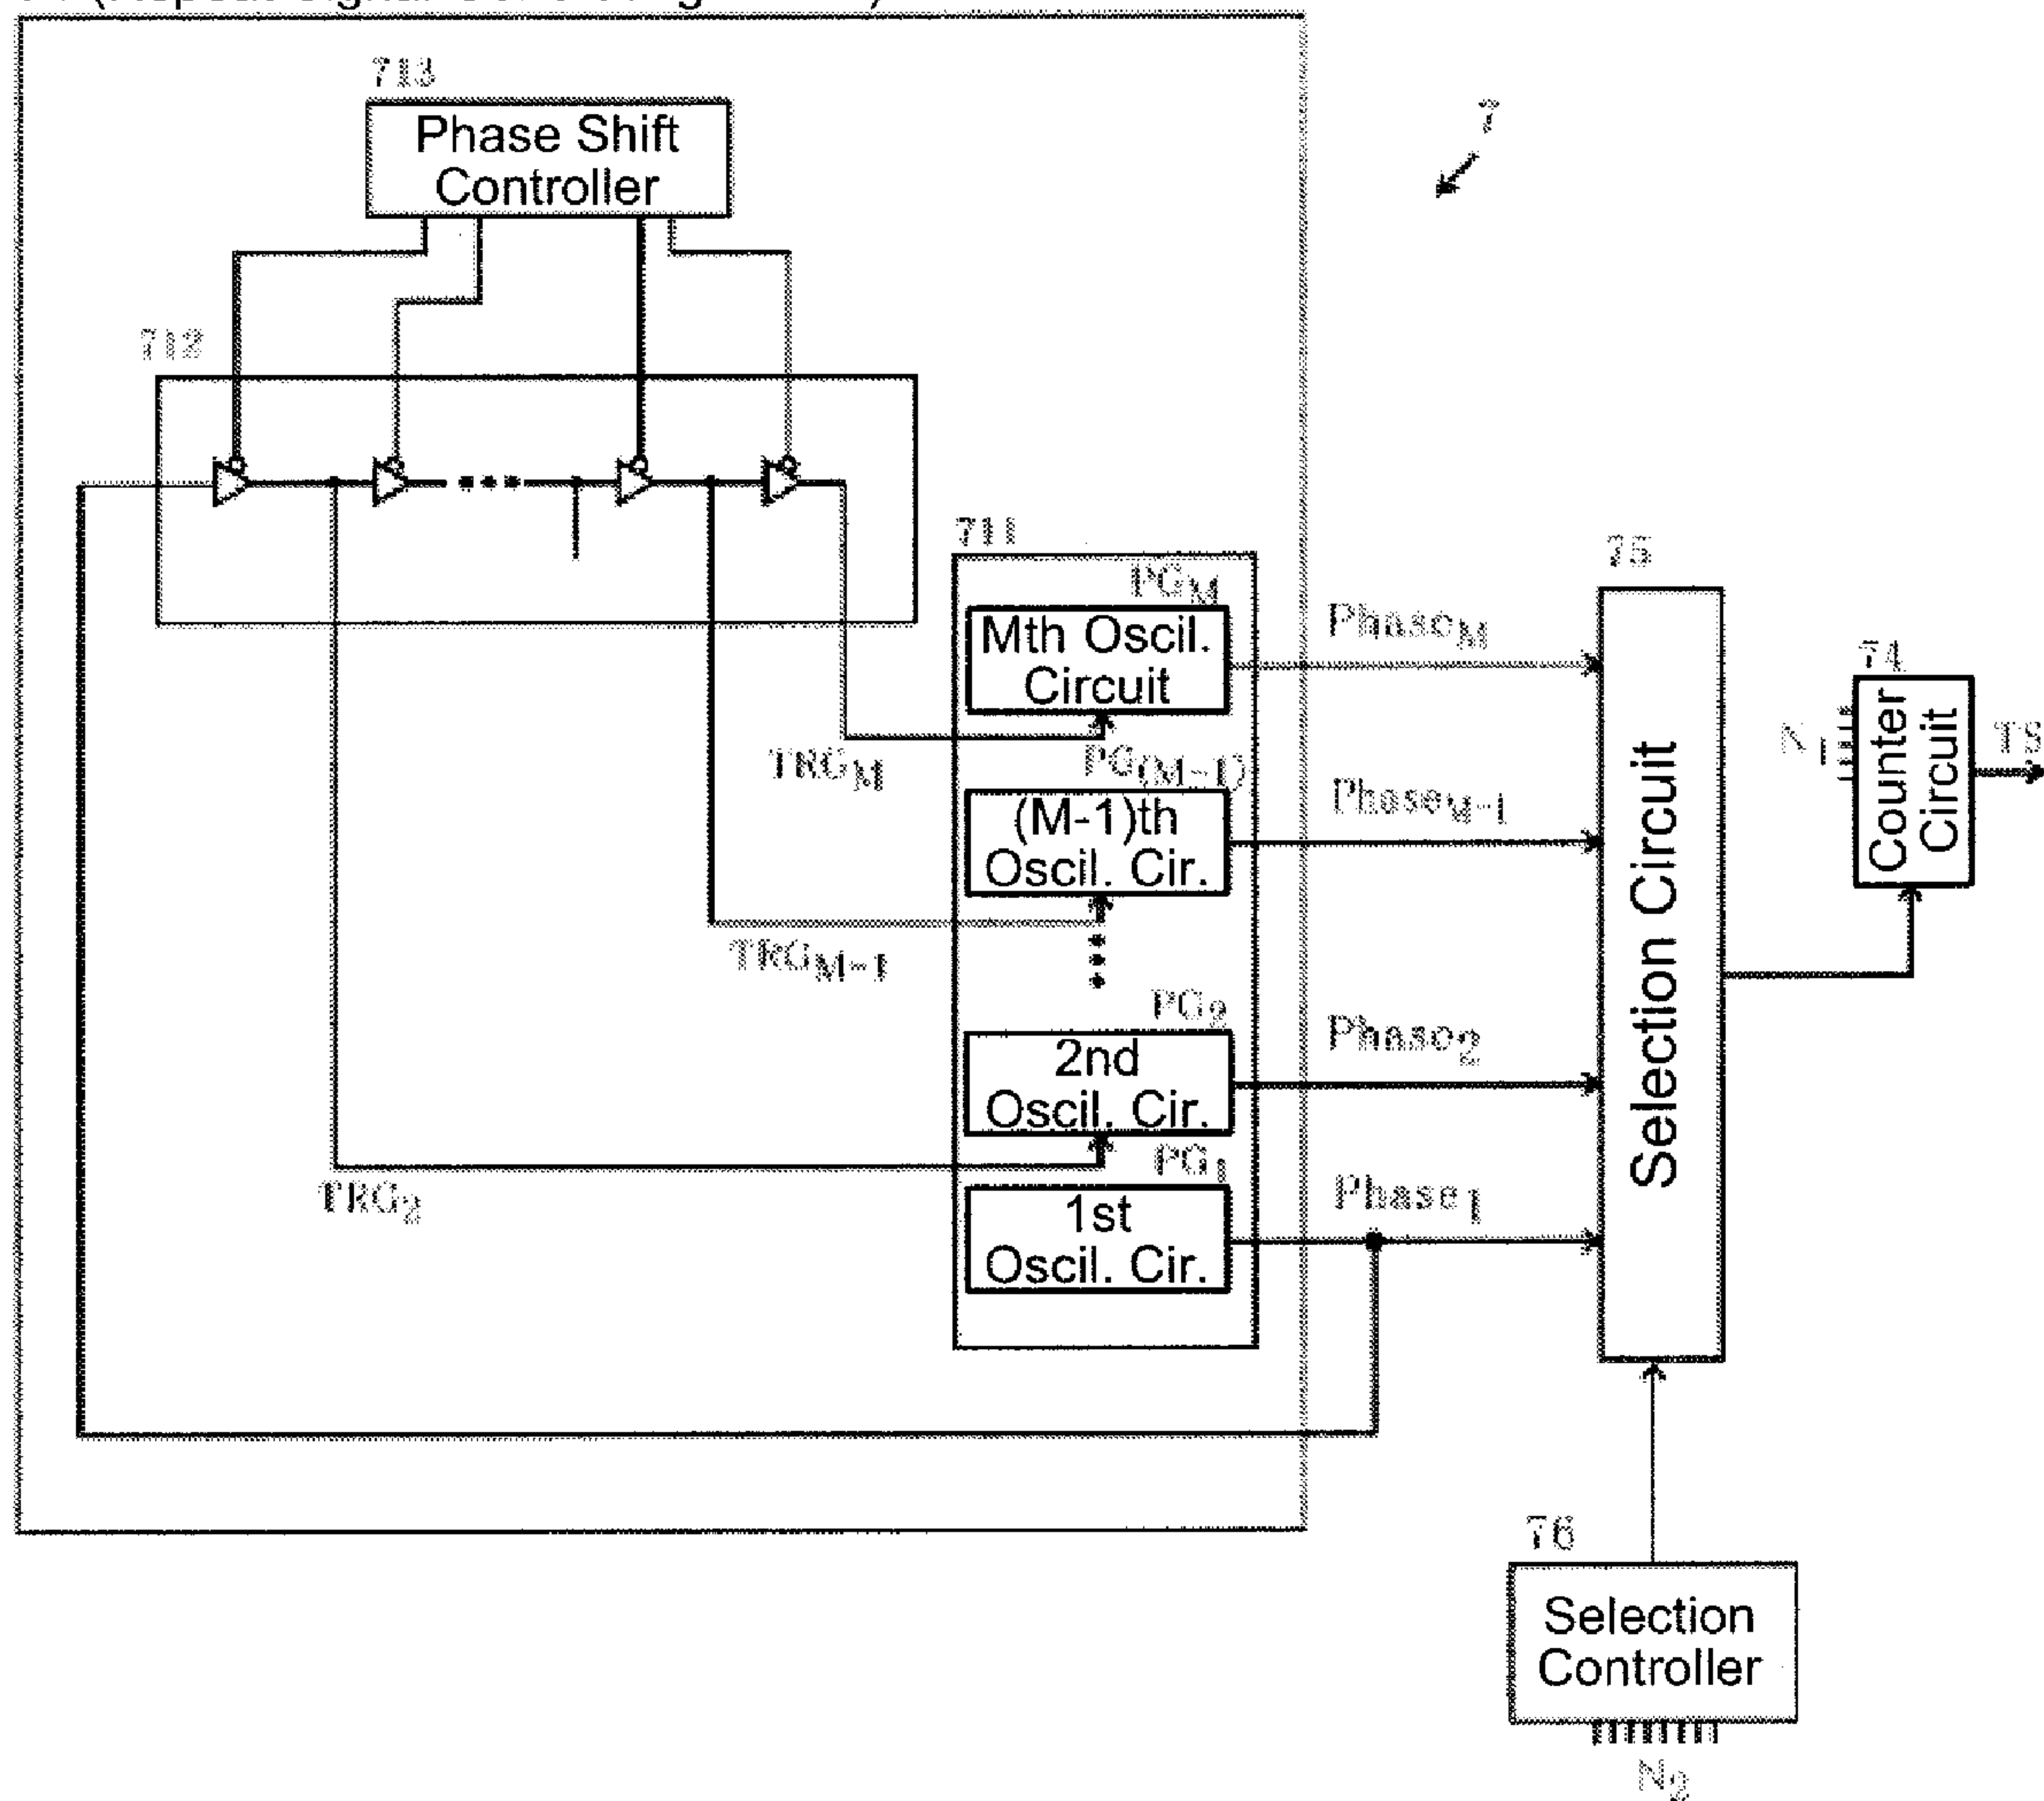 713
Phase Shift
Controller
7
712
711
75
PG_M
Mth Oscil.
Circuit
Phase_M
74
N_1
Counter
Circuit
TS
TRG_M
PG_(M-1)
(M-1)th
Oscil. Cir.
Phase_M-1
Selection Circuit
TRG_M-1
PG_2
2nd
Oscil. Cir.
Phase_2
TRG_2
PG_1
1st
Oscil. Cir.
Phase_1
76
Selection
Controller
N_2